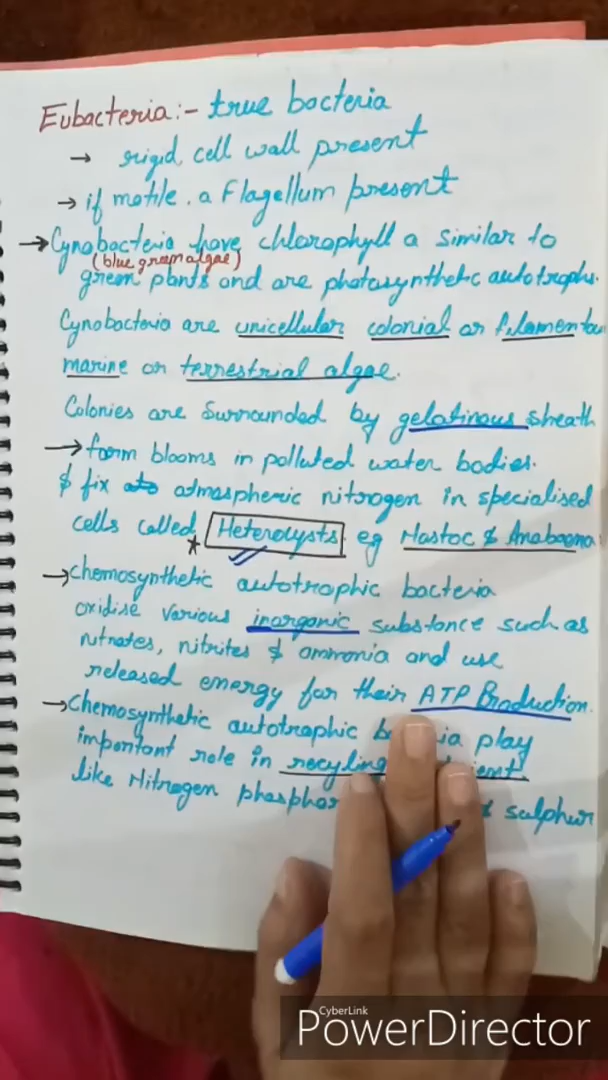 Eubacteria:- true bacteria
→ rigid cell wall present
→ if motile. a Flagellum present
→ Cynobacteria have chlorophyll a similar to
(blue green algae)
green plants and are photosynthetic autotrophs.
Cynobacteria are unicellular colonial or filamentou
marine or terrestrial algae.
Colonies are surrounded by gelatinous sheath
→ form blooms in polluted water bodies.
& fix atmospheric nitrogen in specialised
cells called * Heterocysts. eg Nostoc & Anabaena
→ Chemosynthetic autotrophic bacteria
oxidise various inorganic substance such as
nitrates, nitrites & ammonia and use
released energy for their ATP Production.
→ Chemosynthetic autotrophic play
important role in
like Nitrogen & sulphur
CyberLink
PowerDirector